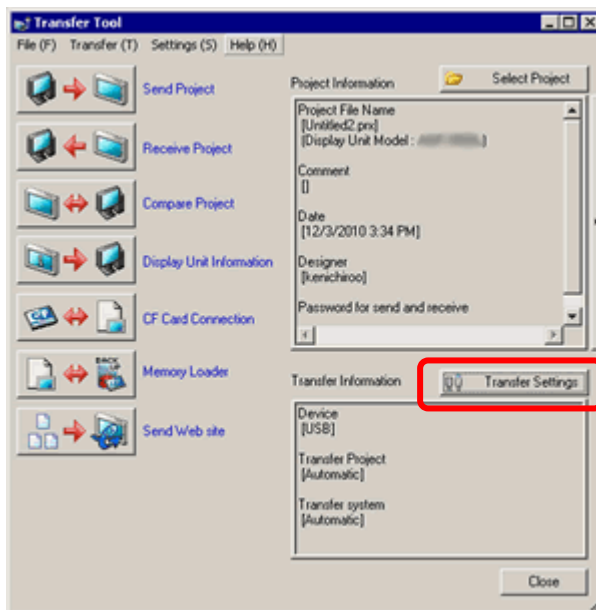 Transfer Tool
File (F) Transfer (T) Settings (S) Help (H)
Send Project
Receive Project
Compare Project
Display Unit Information
CF Card Connection
Memory Loader
BACK
UP
Send Web site
Project Information
Select Project
Project File Name
[Untitled2.prx]
(Display Unit Model : )
Comment
[]
Date
[12/3/2010 3:34 PM]
Designer
[kenichiroo]
Password for send and receive
Transfer Information
Transfer Settings
Device
[USB]
Transfer Project
[Automatic]
Transfer system
[Automatic]
Close